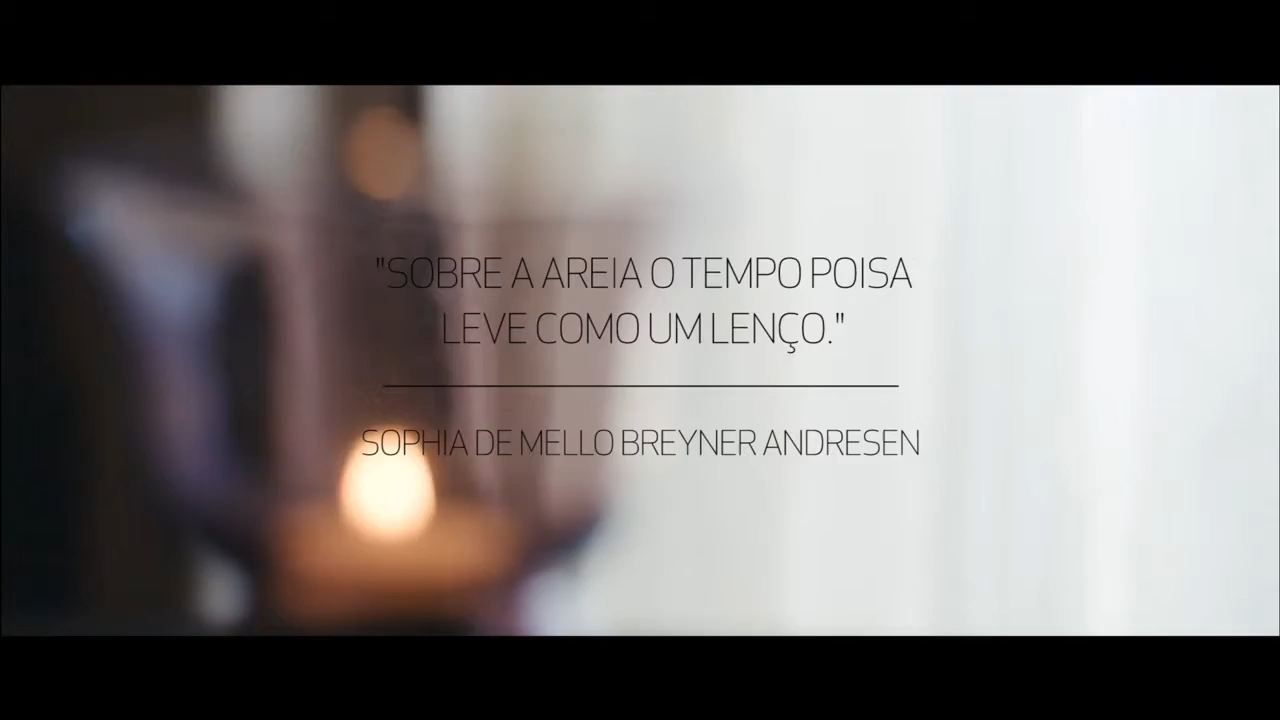 "SOBRE A AREIA O TEMPO POISA
LEVE COMO UM LENÇO."
SOPHIA DE MELLO BREYNER ANDRESEN